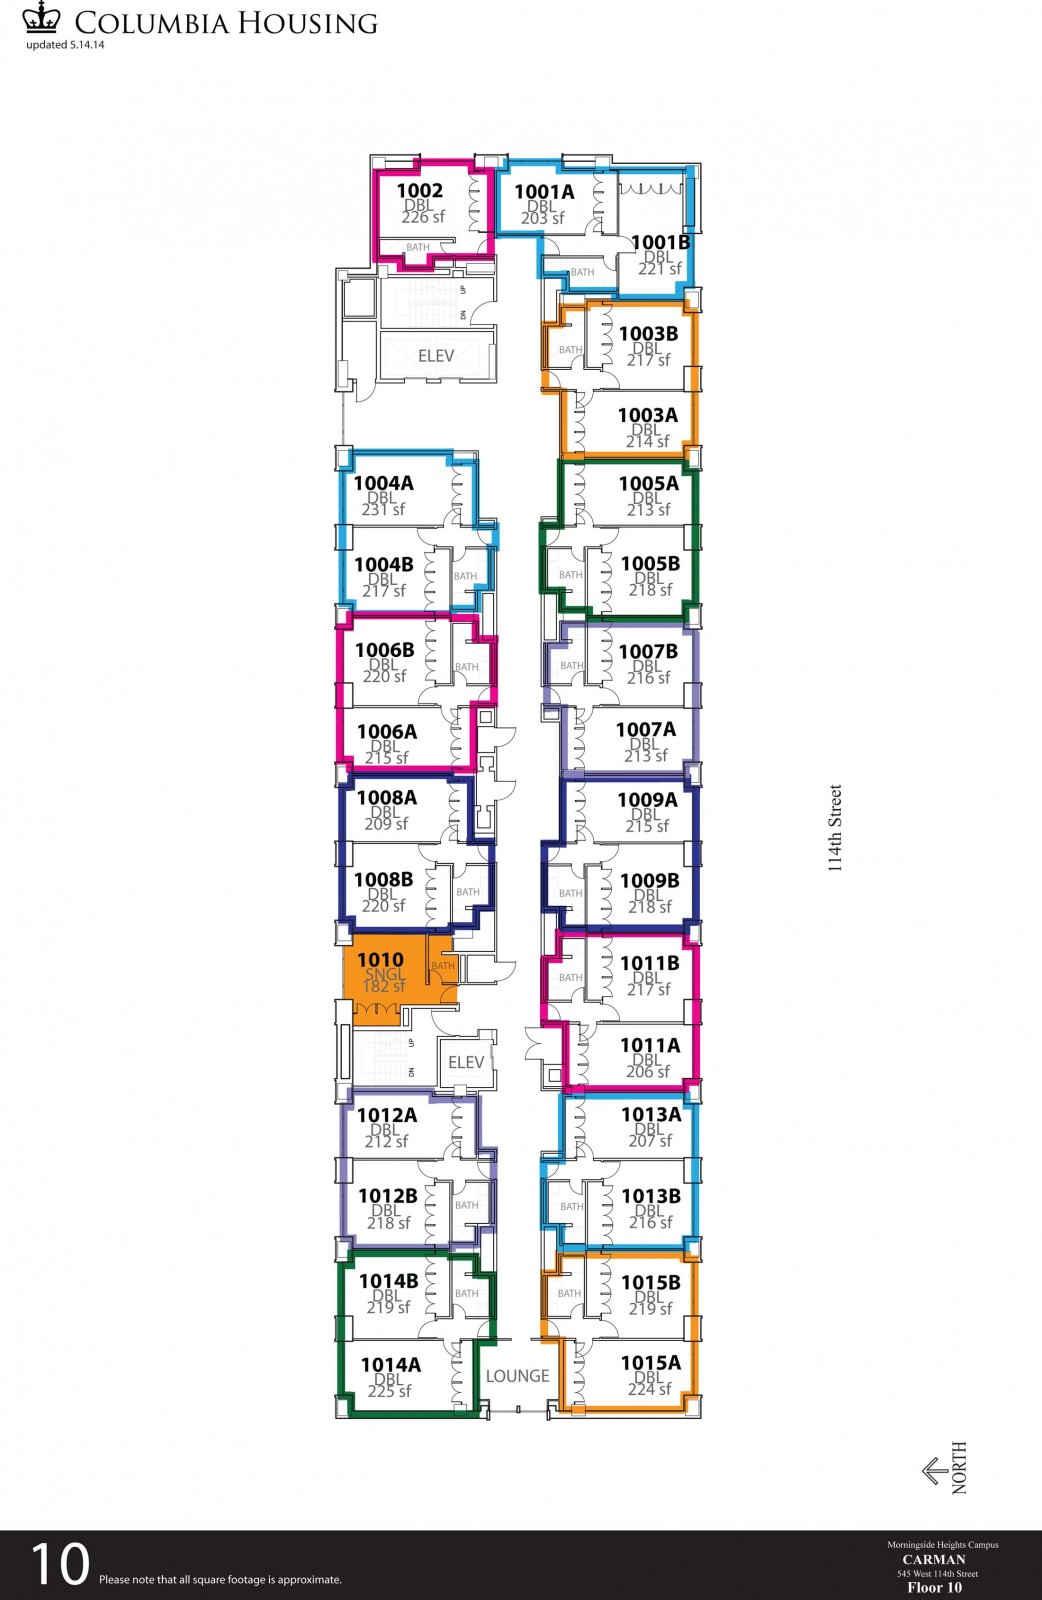 COLUMBIA HOUSING
updated 5.14.14
1002
DBL
226 sf
BATH
1001A
DBL
203 sf
1001B
DBL
221 sf
BATH
UP
DN
ELEV
1003B
DBL
217 sf
BATH
1003A
DBL
214 sf
1004A
DBL
231 sf
1004B
DBL
217 sf
BATH
1005A
DBL
213 sf
1005B
DBL
218 sf
BATH
1006B
DBL
220 sf
BATH
1006A
DBL
215 sf
1007B
DBL
216 sf
BATH
1007A
DBL
213 sf
1008A
DBL
209 sf
1008B
DBL
220 sf
BATH
1009A
DBL
215 sf
1009B
DBL
218 sf
BATH
114th Street
1010
SNGL
182 sf
BATH
1011B
DBL
217 sf
BATH
1011A
DBL
206 sf
UP
DN
ELEV
1012A
DBL
212 sf
1012B
DBL
218 sf
BATH
1013A
DBL
207 sf
1013B
DBL
216 sf
BATH
1014B
DBL
219 sf
BATH
1014A
DBL
225 sf
LOUNGE
1015B
DBL
219 sf
BATH
1015A
DBL
224 sf
NORTH
10
Please note that all square footage is approximate.
Morningside Heights Campus
CARMAN
545 West 114th Street
Floor 10